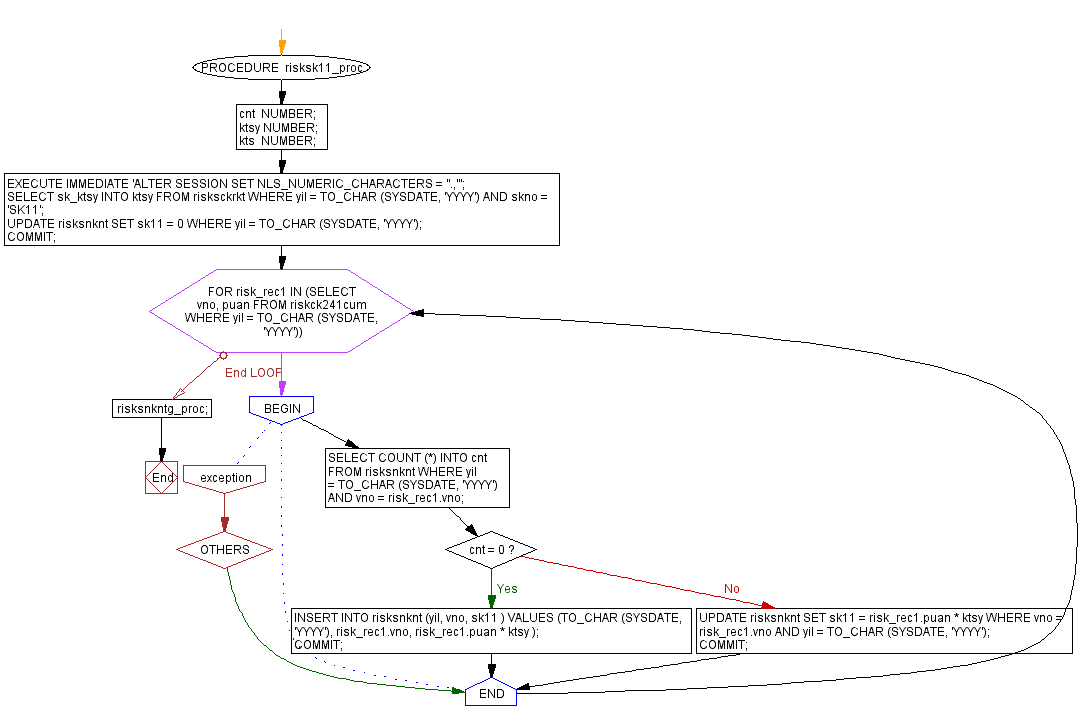 PROCEDURE risksk11_proc
cnt NUMBER;
ktsy NUMBER;
kts NUMBER;
EXECUTE IMMEDIATE 'ALTER SESSION SET NLS_NUMERIC_CHARACTERS = ''.,''';
SELECT sk_ktsy INTO ktsy FROM risksckrkt WHERE yil = TO_CHAR (SYSDATE, 'YYYY') AND skno =
'SK11';
UPDATE risksnknt SET sk11 = 0 WHERE yil = TO_CHAR (SYSDATE, 'YYYY');
COMMIT;
FOR risk_rec1 IN (SELECT
vno, puan FROM riskck241cum
WHERE yil = TO_CHAR (SYSDATE,
'YYYY'))
End LOOP
risksnkntg_proc;
BEGIN
End
exception
SELECT COUNT (*) INTO cnt
FROM risksnknt WHERE yil
= TO_CHAR (SYSDATE, 'YYYY')
AND vno = risk_rec1.vno;
OTHERS
cnt = 0 ?
Yes
No
INSERT INTO risksnknt (yil, vno, sk11 ) VALUES (TO_CHAR (SYSDATE,
'YYYY'), risk_rec1.vno, risk_rec1.puan * ktsy );
COMMIT;
UPDATE risksnknt SET sk11 = risk_rec1.puan * ktsy WHERE vno =
risk_rec1.vno AND yil = TO_CHAR (SYSDATE, 'YYYY');
COMMIT;
END